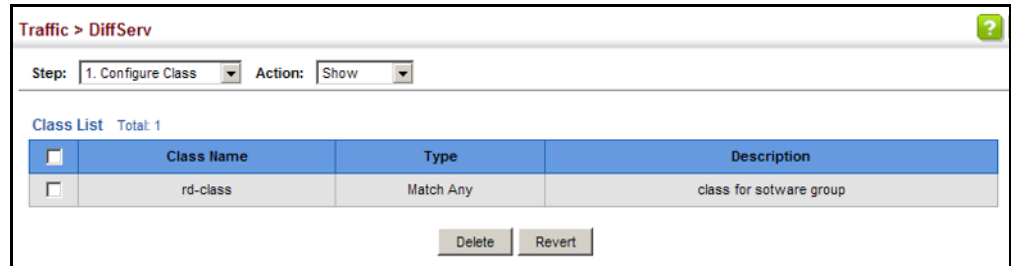 Traffic > DiffServ
?
Step: 1. Configure Class Action: Show
Class List Total: 1
Class Name Type Description
rd-class Match Any class for sotware group
Delete Revert